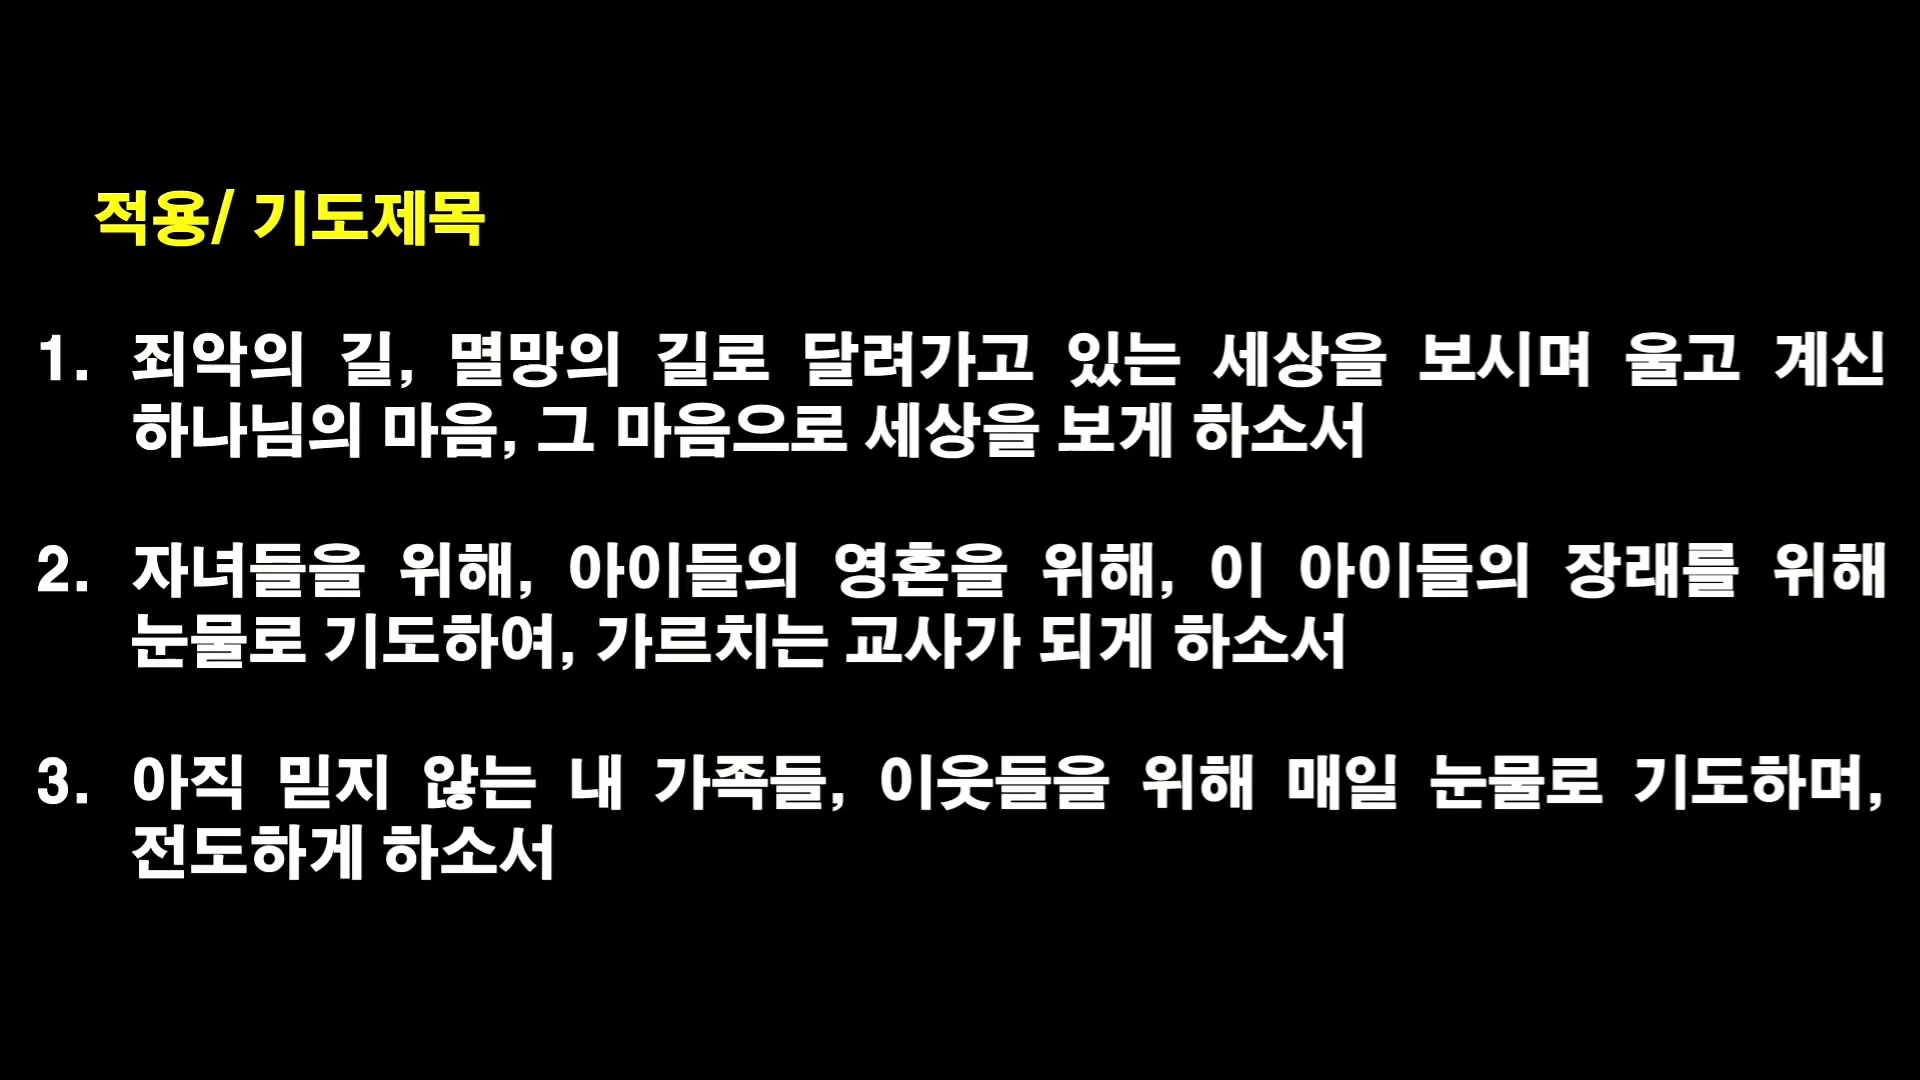 적용/ 기도제목
1. 죄악의 길, 멸망의 길로 달려가고 있는 세상을 보시며 울고 계신
하나님의 마음, 그 마음으로 세상을 보게 하소서
2. 자녀들을 위해, 아이들의 영혼을 위해, 이 아이들의 장래를 위해
눈물로 기도하여, 가르치는 교사가 되게 하소서
3. 아직 믿지 않는 내 가족들, 이웃들을 위해 매일 눈물로 기도하며,
전도하게 하소서